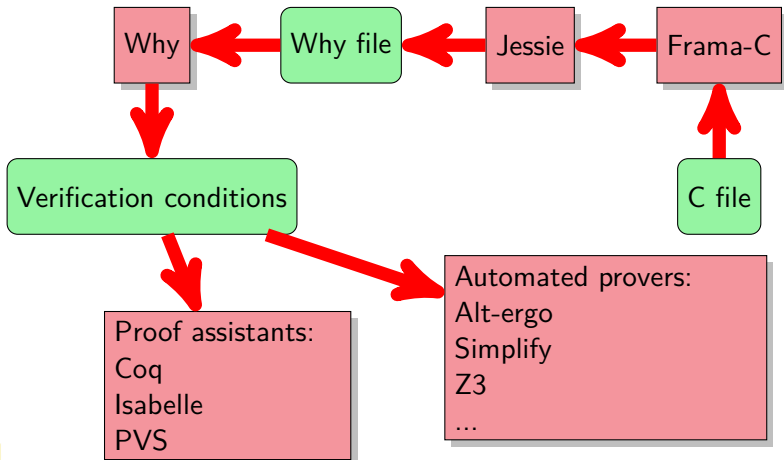 Why
Why file
Jessie
Frama-C
Verification conditions
C file
Proof assistants:
Coq
Isabelle
PVS
Automated provers:
Alt-ergo
Simplify
Z3
...